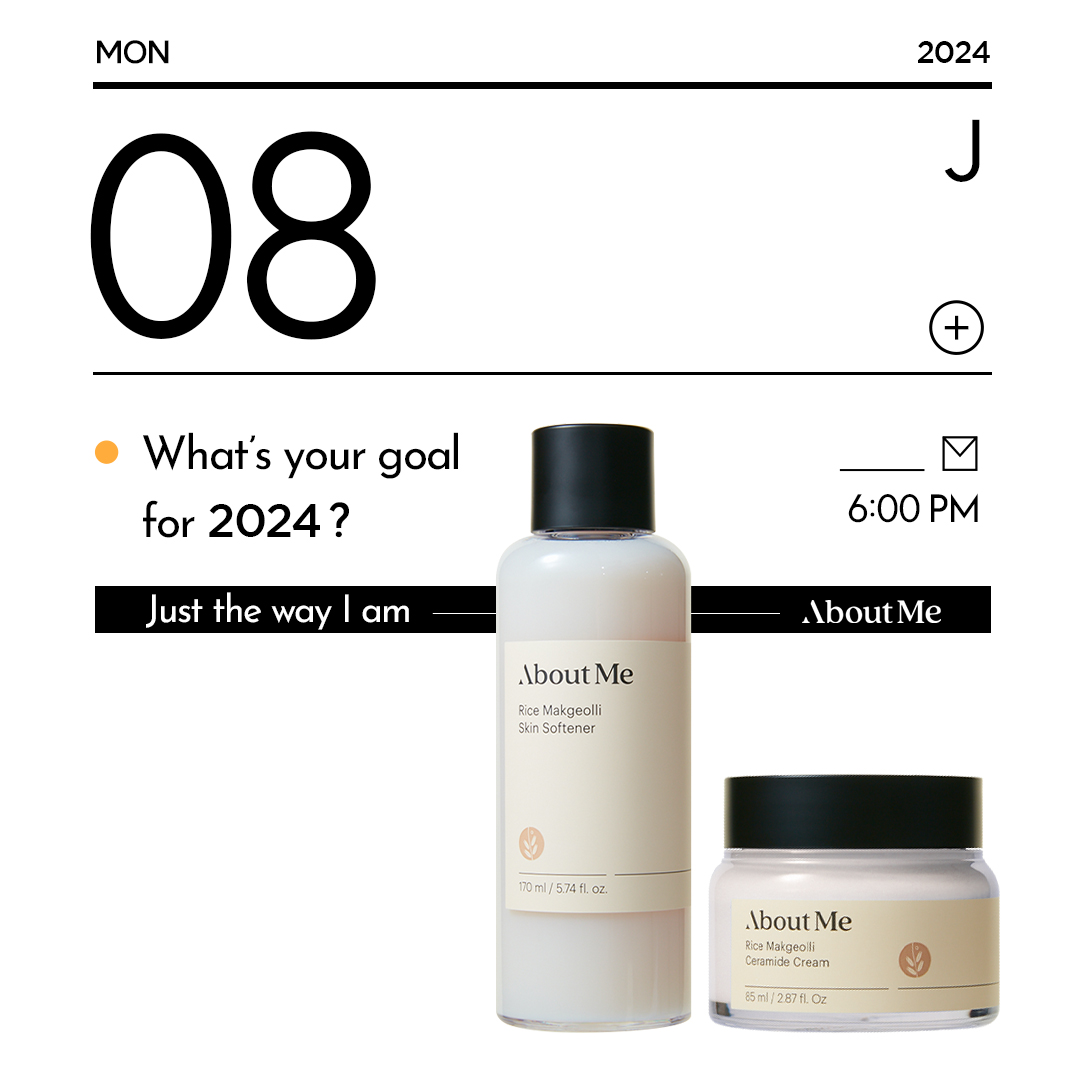 MON
2024
08
J
What's your goal
for 2024 ?
6:00 PM
Just the way I am
About Me
About Me
Rice Makgeolli
Skin Softener
170 ml / 5.74 fl. oz.
About Me
Rice Makgeolli
Ceramide Cream
85 ml / 2.87 fl. Oz